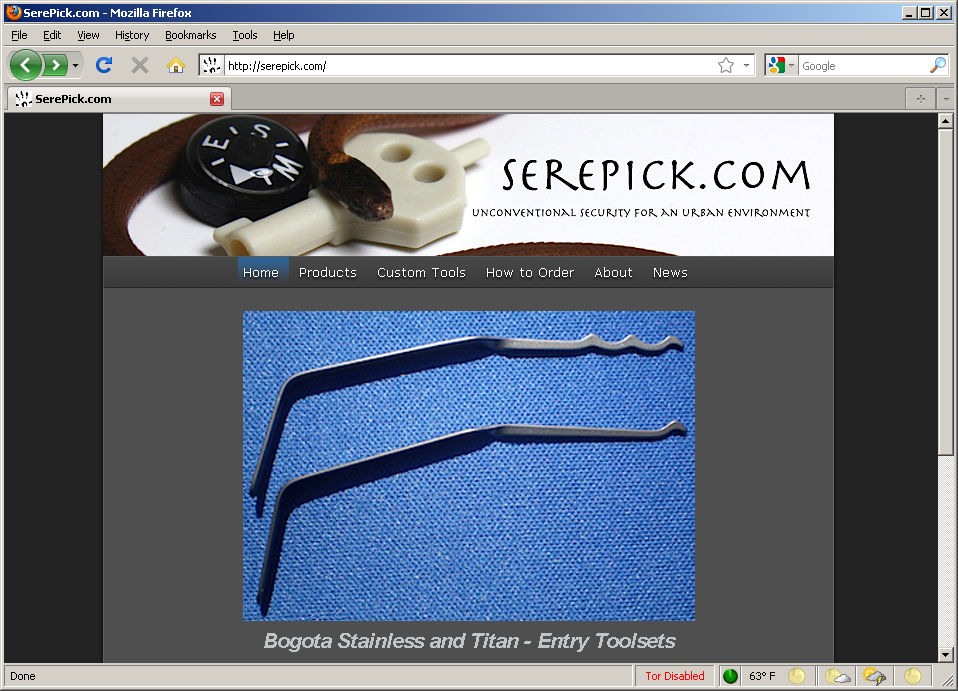 SerePick.com - Mozilla Firefox
File Edit View History Bookmarks Tools Help
http://serepick.com/
Google
SerePick.com
E S
M
SEREPICK.COM
UNCONVENTIONAL SECURITY FOR AN URBAN ENVIRONMENT
Home Products Custom Tools How to Order About News
Bogota Stainless and Titan - Entry Toolsets
Done Tor Disabled 63° F